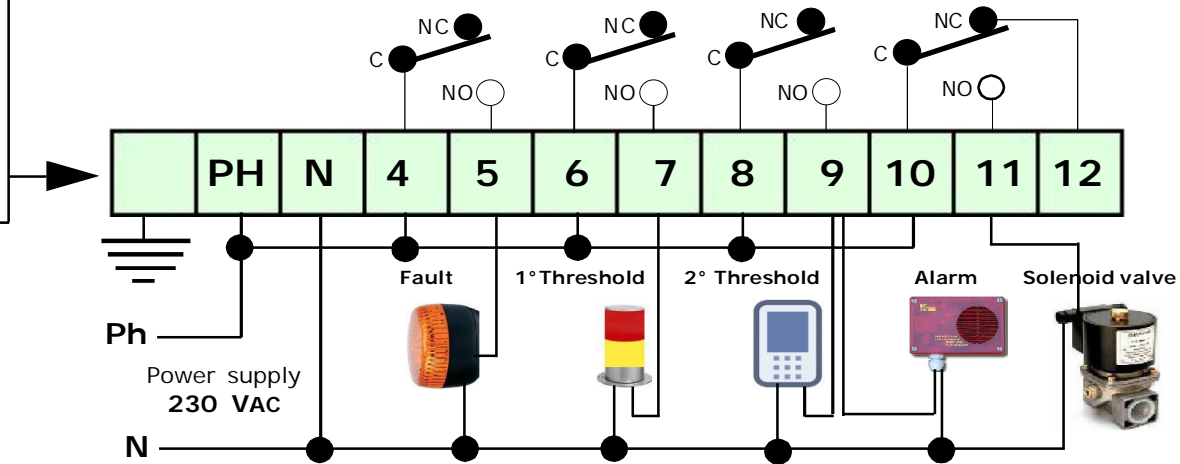 NC NC NC NC
C C C C
NO NO NO NO
PH N 4 5 6 7 8 9 10 11 12
Fault 1°Threshold 2° Threshold Alarm Solenoid valve
Ph
Power supply
230 VAC
N